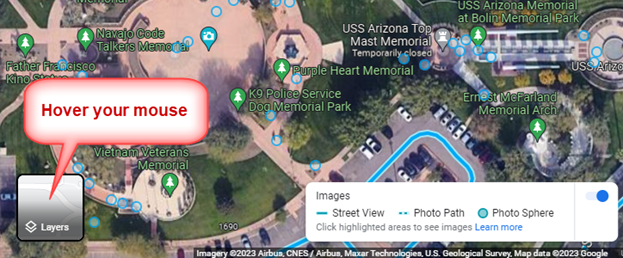 Memorial
Navajo Code
Talkers Memorial
USS Arizona Top
Mast Memorial
Temporarily closed
USS Arizona Memorial
at Bolin Memorial Park
Father Francisco
Kino Statue
Purple Heart Memorial
USS Arizo
K9 Police Service
Dog Memorial Park
Ernest McFarland
Memorial Arch
Hover your mouse
Vietnam Veterans
Memorial
Layers
1690
Images
Street View
Photo Path
Photo Sphere
Click highlighted areas to see images Learn more
Imagery ©2023 Airbus, CNES / Airbus, Maxar Technologies, U.S. Geological Survey, Map data ©2023 Google